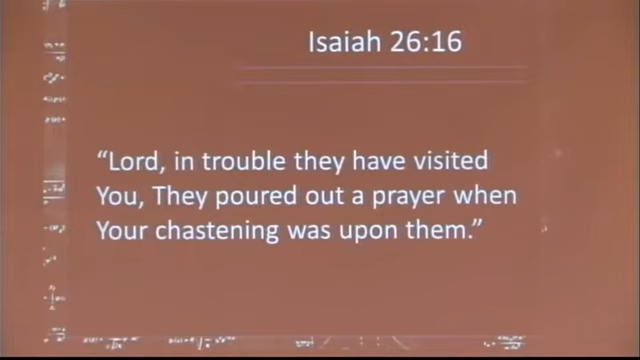 Isaiah 26:16
“Lord, in trouble they have visited
You, They poured out a prayer when
Your chastening was upon them.”